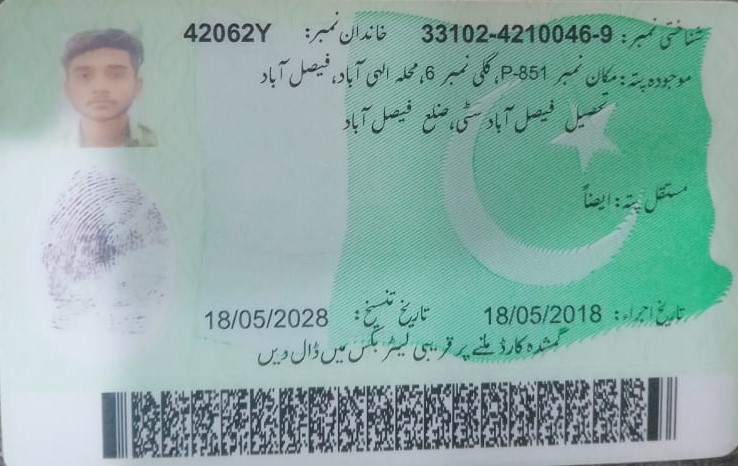 شناختی نمبر: 33102-4210046-9 خاندان نمبر: 42062Y
موجودہ پتہ: مکان نمبر P-851، گلی نمبر 6، محلہ الہی آباد، فیصل آباد
تحصیل فیصل آباد سٹی، ضلع فیصل آباد
مستقل پتہ: ایضاً
تاریخ اجراء: 18/05/2018 تاریخ تنسیخ: 18/05/2028
گمشدہ کارڈ ملنے پر قریبی لیٹر بکس میں ڈال دیں